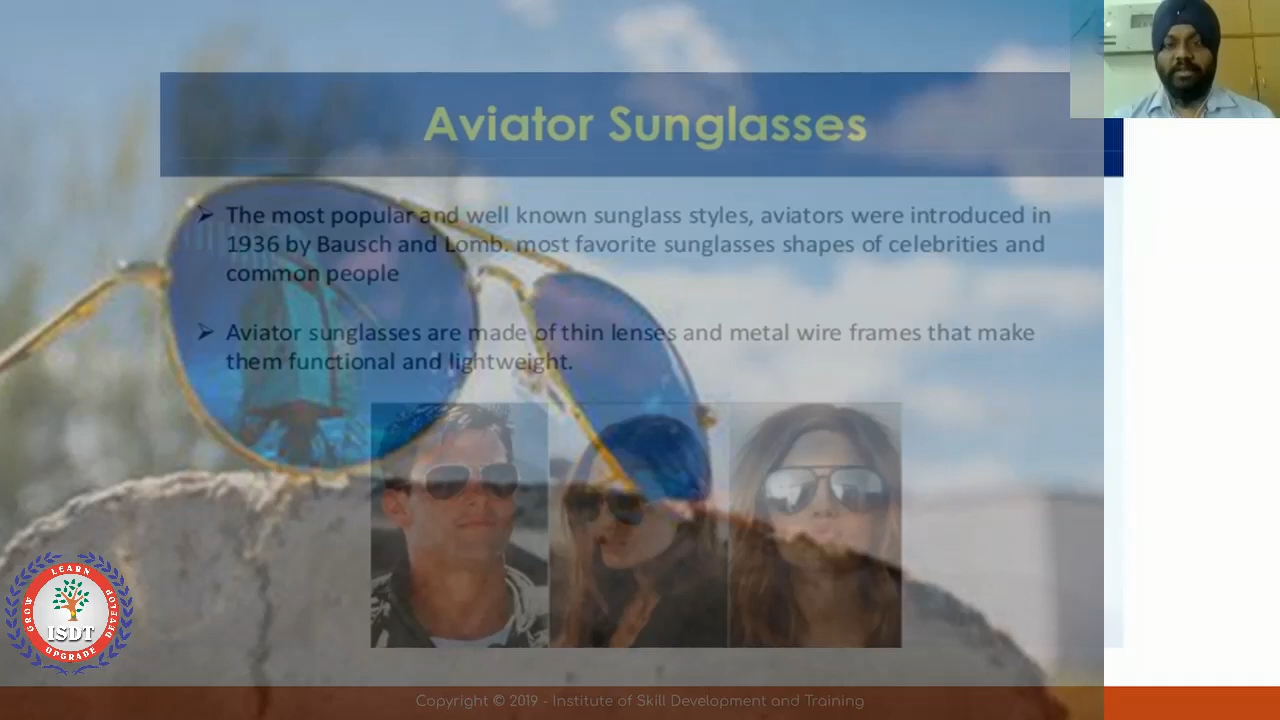 Aviator Sunglasses
➢ The most popular and well known sunglass styles, aviators were introduced in
1936 by Bausch and Lomb. most favorite sunglasses shapes of celebrities and
common people
➢ Aviator sunglasses are made of thin lenses and metal wire frames that make
them functional and lightweight.
LEARN
GROW
DEVELOP
ISDT
UPGRADE
Copyright © 2019 - Institute of Skill Development and Training